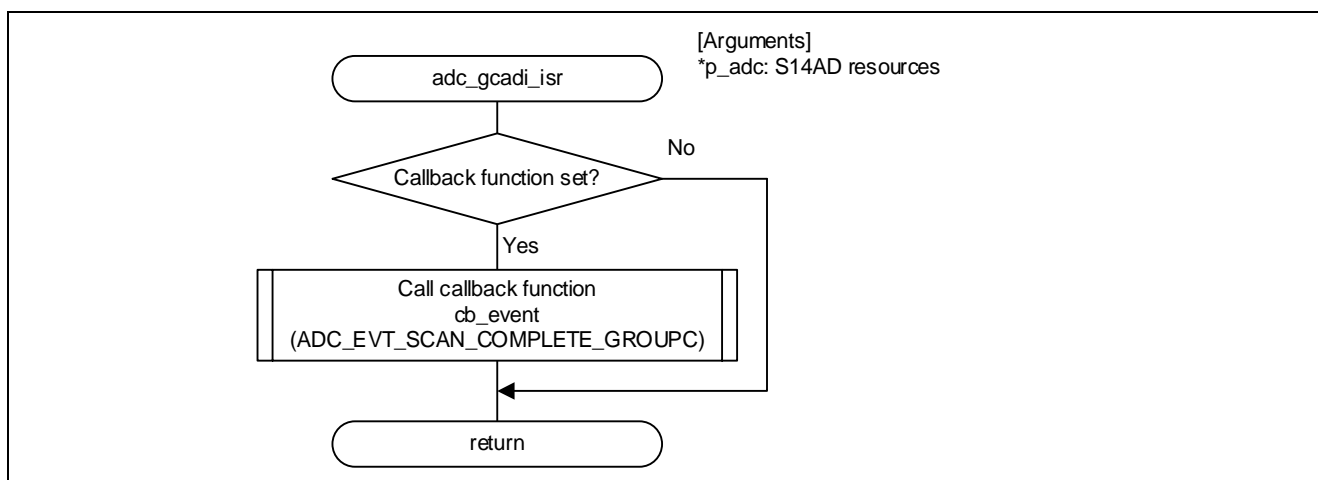 [Arguments]
*p_adc: S14AD resources
adc_gcadi_isr
No
Callback function set?
Yes
Call callback function
cb_event
(ADC_EVT_SCAN_COMPLETE_GROUPC)
return